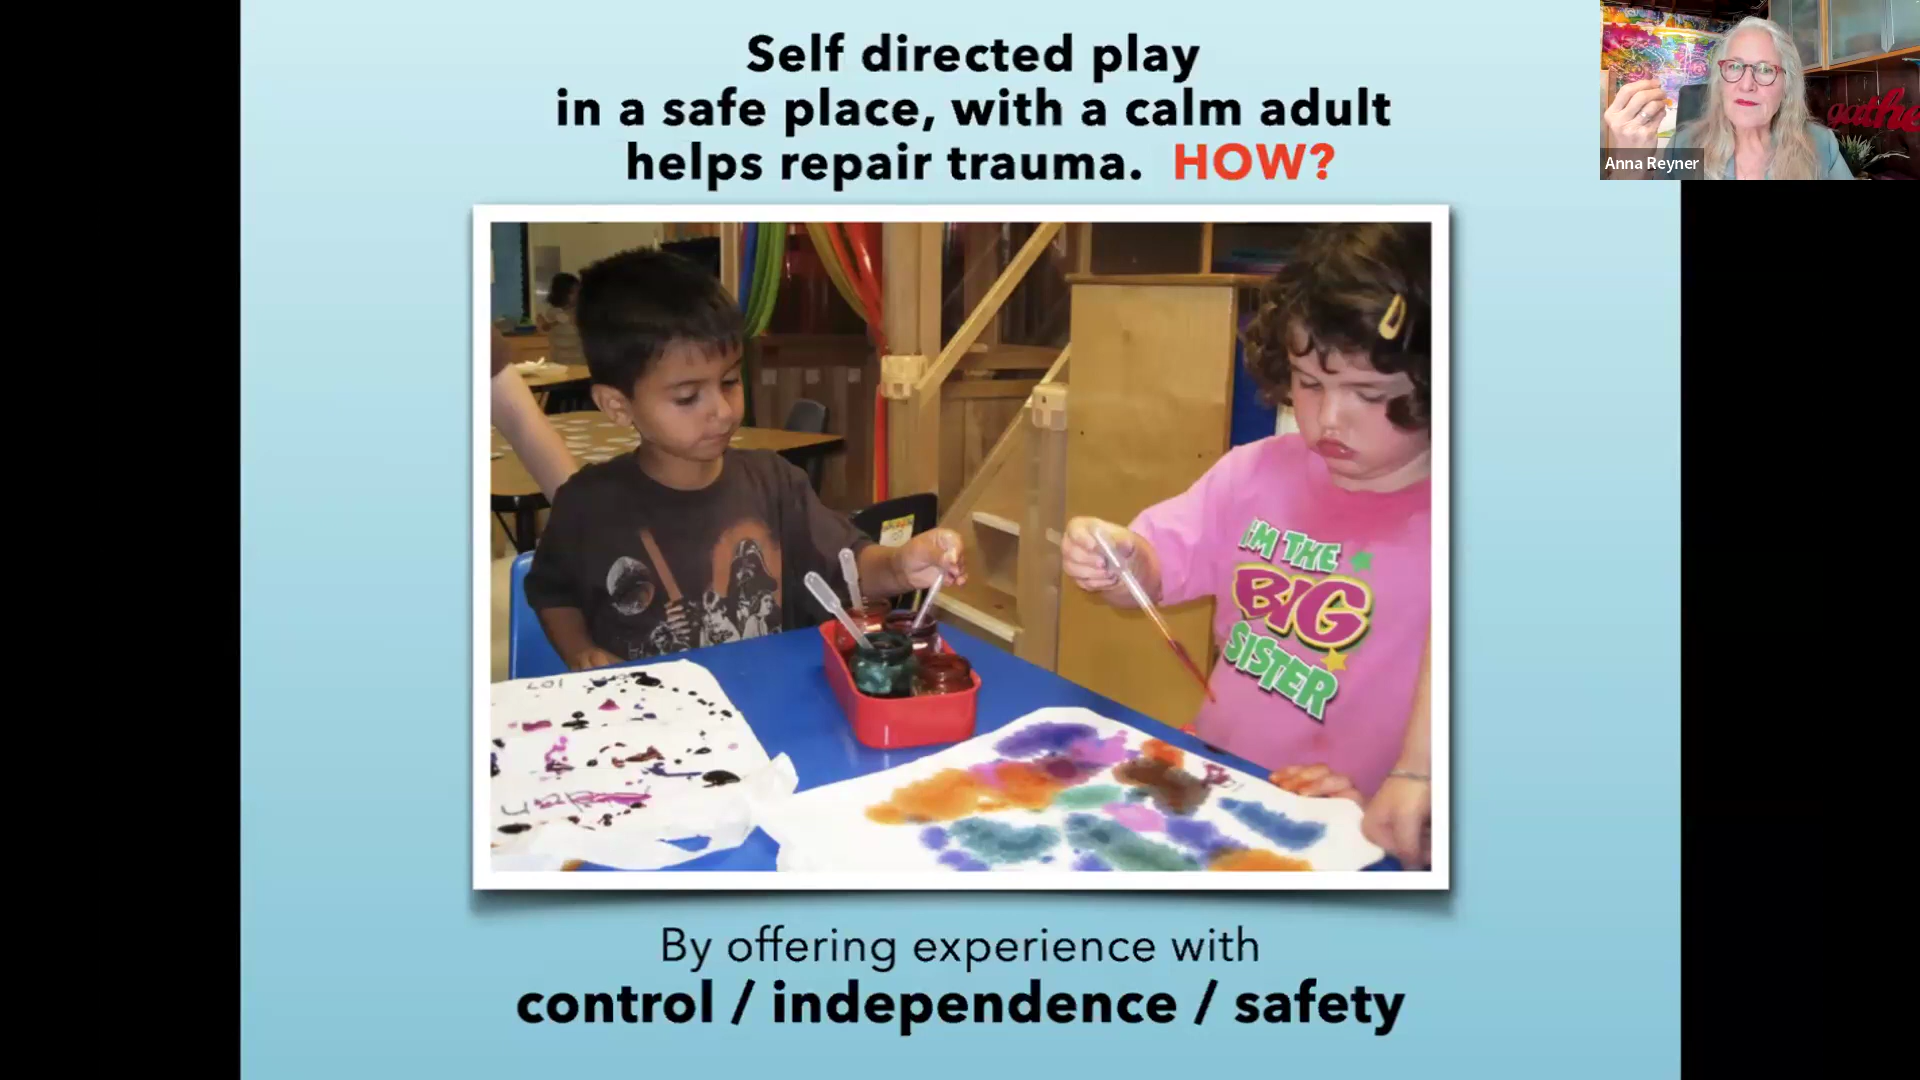 Self directed play
in a safe place, with a calm adult
helps repair trauma. HOW?
Anna Reyner
gathe
I'M THE
BIG
SISTER
By offering experience with
control / independence / safety